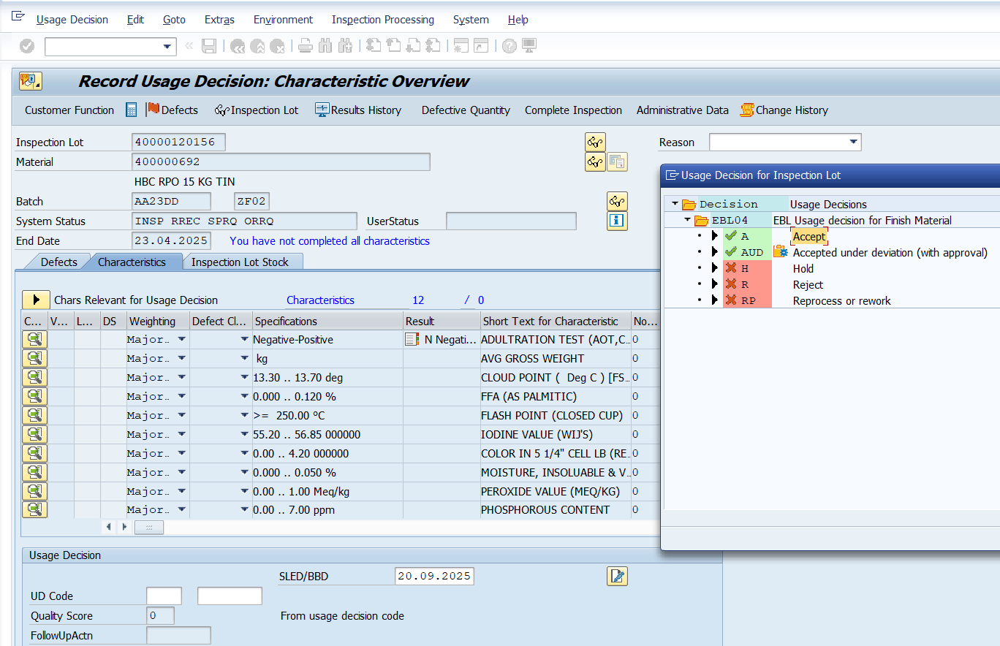 Usage Decision Edit Goto Extras Environment Inspection Processing System Help
Record Usage Decision: Characteristic Overview
Customer Function Defects Inspection Lot Results History Defective Quantity Complete Inspection Administrative Data Change History
Inspection Lot 40000120156 Reason
Material 400000692
HBC RPO 15 KG TIN
Batch AA23DD ZF02
System Status INSP RREC SPRQ ORRQ UserStatus
End Date 23.04.2025 You have not completed all characteristics
Defects Characteristics Inspection Lot Stock
Chars Relevant for Usage Decision Characteristics 12 / 0
C... V... L... DS Weighting Defect Cl... Specifications Result Short Text for Characteristic No...
Major… Negative-Positive N Negati... ADULTRATION TEST (AOT,C… 0
Major… kg AVG GROSS WEIGHT 0
Major… 13.30 .. 13.70 deg CLOUD POINT ( Deg C ) [FS… 0
Major… 0.000 .. 0.120 % FFA (AS PALMITIC) 0
Major… >= 250.00 °C FLASH POINT (CLOSED CUP) 0
Major… 55.20 .. 56.85 000000 IODINE VALUE (WIJ'S) 0
Major… 0.00 .. 4.20 000000 COLOR IN 5 1/4" CELL LB (RE… 0
Major… 0.000 .. 0.050 % MOISTURE, INSOLUABLE & V… 0
Major… 0.00 .. 1.00 Meq/kg PEROXIDE VALUE (MEQ/KG) 0
Major… 0.00 .. 7.00 ppm PHOSPHOROUS CONTENT 0
Usage Decision
SLED/BBD 20.09.2025
UD Code
Quality Score 0 From usage decision code
FollowUpActn
Usage Decision for Inspection Lot
Decision Usage Decisions
EBL04 EBL Usage decision for Finish Material
A Accept
AUD Accepted under deviation (with approval)
H Hold
R Reject
RP Reprocess or rework